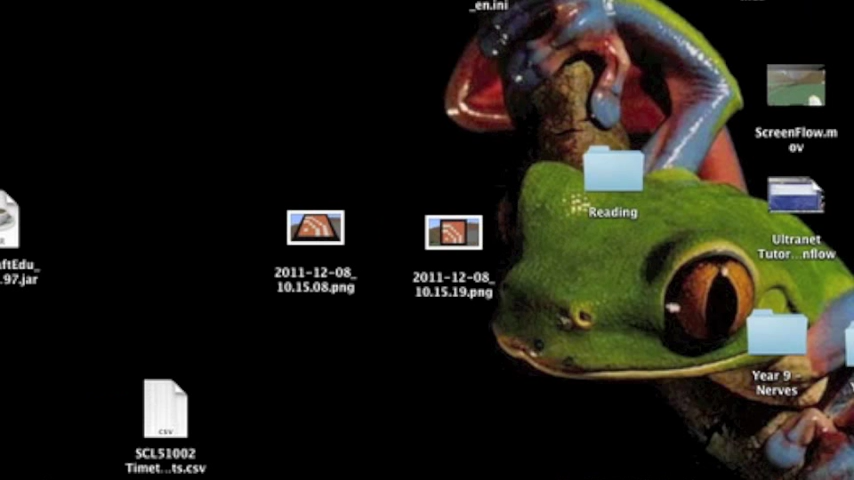 _en.ini
ScreenFlow.m
ov
Reading
Ultranet
Tutor...nflow
aftEdu_
.97.jar
2011-12-08_
10.15.08.png
2011-12-08_
10.15.19.png
Year 9 -
Nerves
CSV
SCL51002
Timet...ts.csv